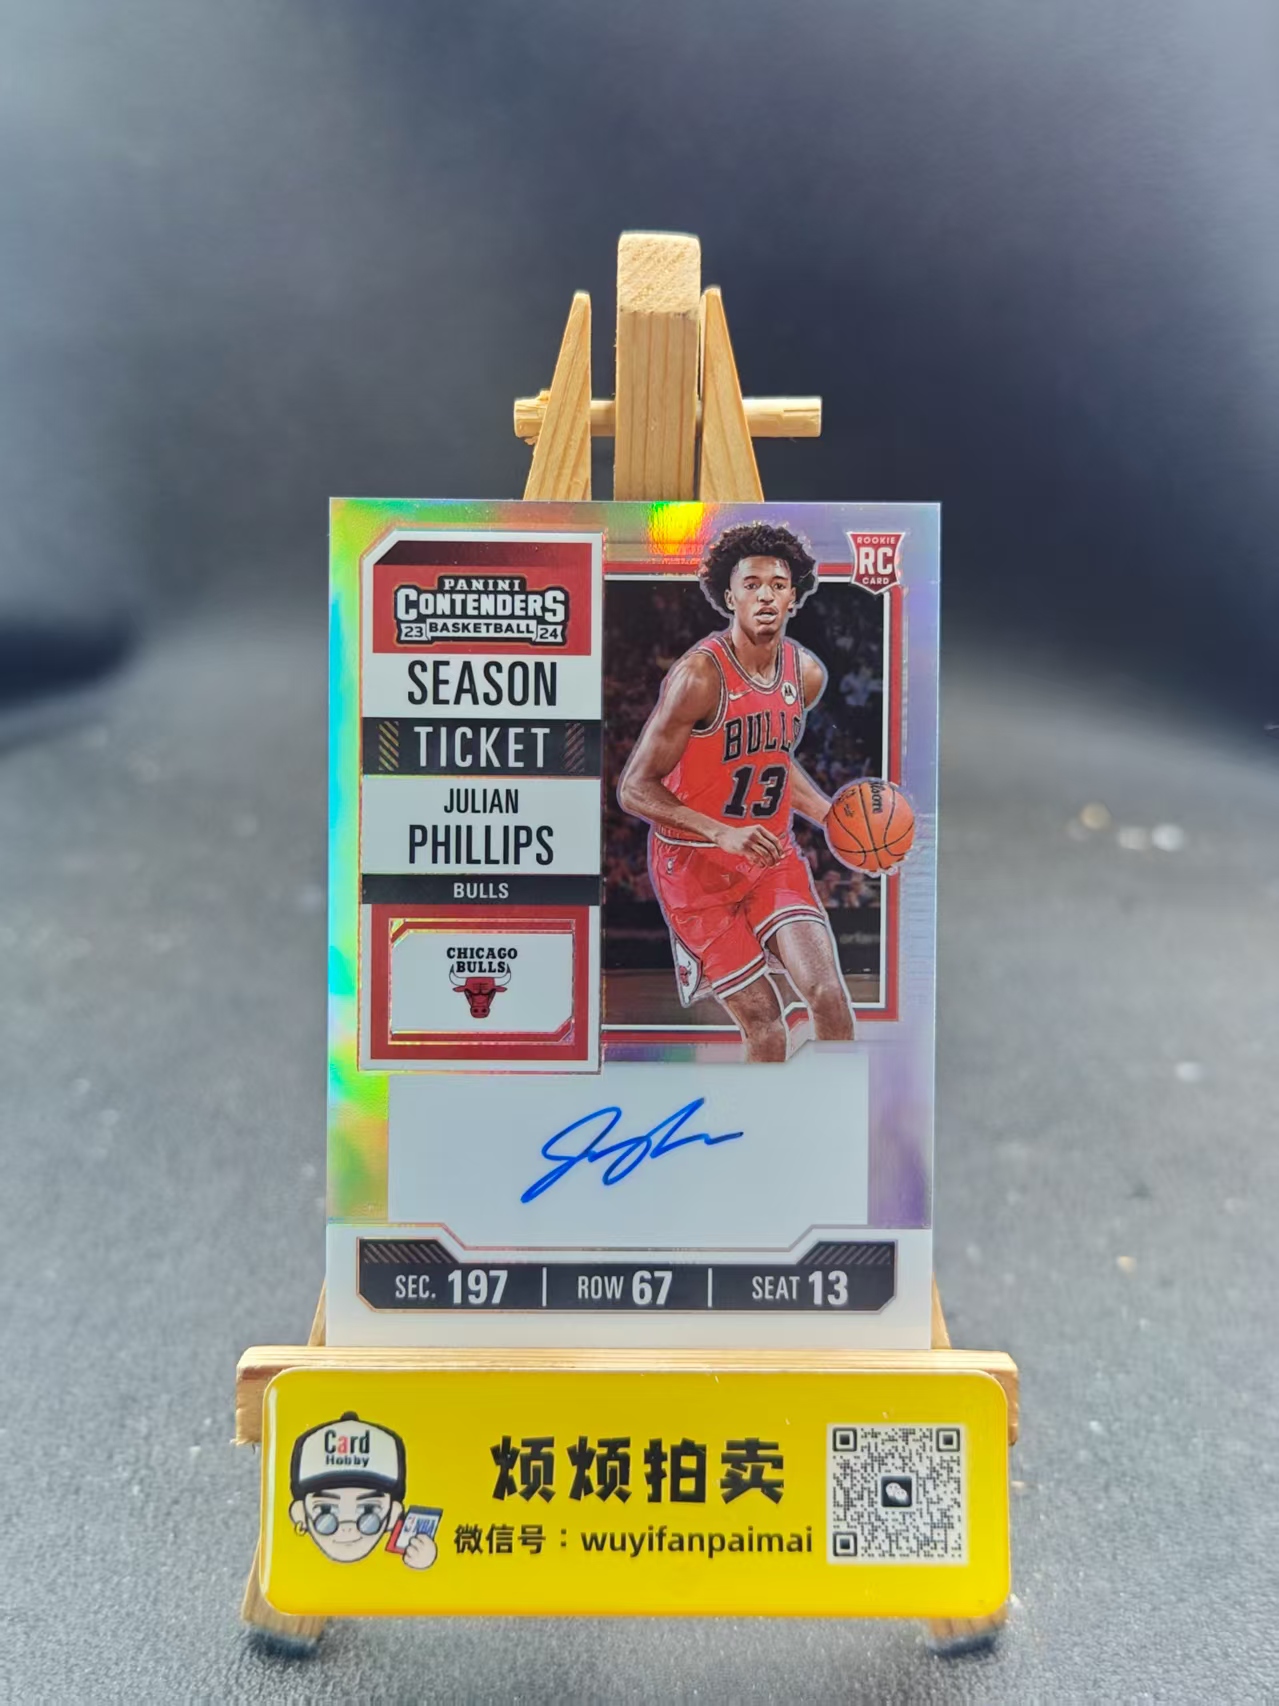 ROOKIE
RC
CARD
PANINI
CONTENDERS
23 BASKETBALL 24
SEASON
TICKET
JULIAN
PHILLIPS
BULLS
CHICAGO
BULLS
BULLS
13
SEC. 197 | ROW 67 | SEAT 13
Card
Hobby
NBA
烦烦拍卖
微信号：wuyifanpaimai